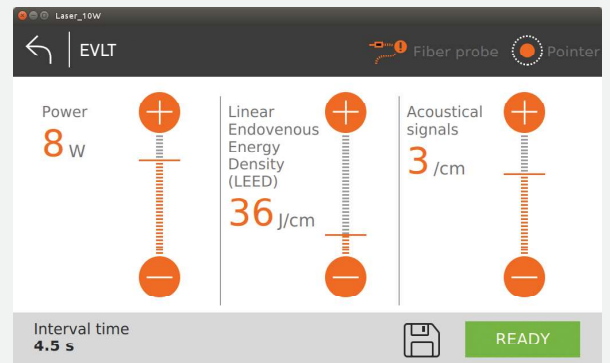 Laser_10W
EVLT
Fiber probe
Pointer
Power
8 W
Linear
Endovenous
Energy
Density
(LEED)
36 J/cm
Acoustical
signals
3 /cm
Interval time
4.5 s
READY